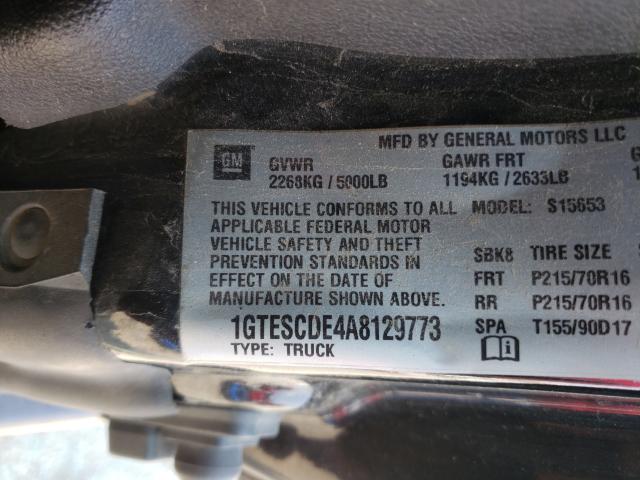 MFD BY GENERAL MOTORS LLC
GM GVWR GAWR FRT
2268KG / 5000LB 1194KG / 2633LB
THIS VEHICLE CONFORMS TO ALL MODEL: S15653
APPLICABLE FEDERAL MOTOR
VEHICLE SAFETY AND THEFT SBK8 TIRE SIZE
PREVENTION STANDARDS IN FRT P215/70R16
EFFECT ON THE DATE OF RR P215/70R16
MANUFACTURE SHOWN ABOVE. SPA T155/90D17
1GTESCDE4A8129773
TYPE: TRUCK